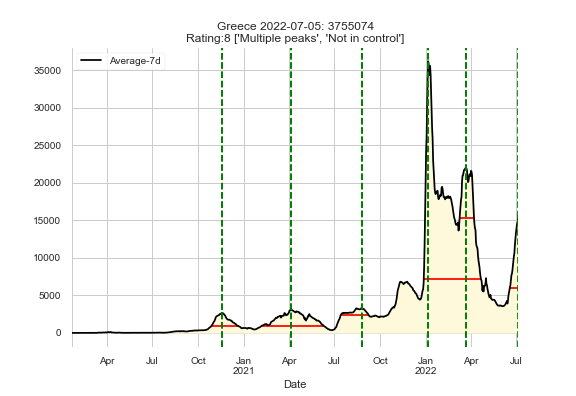 Greece 2022-07-05: 3755074
Rating:8 ['Multiple peaks', 'Not in control']
Average-7d
35000
30000
25000
20000
15000
10000
5000
0
Apr Jul Oct Jan Apr Jul Oct Jan Apr Jul
2021 2022
Date